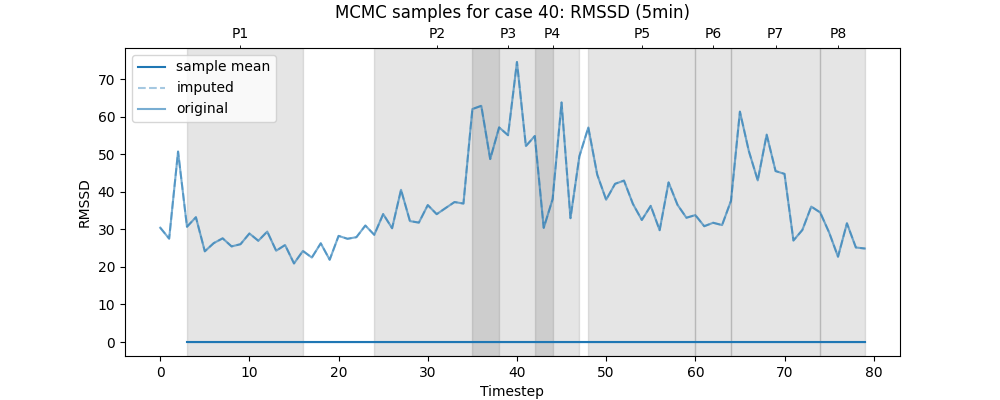 MCMC samples for case 40: RMSSD (5min)
P1 P2 P3 P4 P5 P6 P7 P8
sample mean
imputed
original
70
60
50
40
30
20
10
0
RMSSD
0 10 20 30 40 50 60 70 80
Timestep